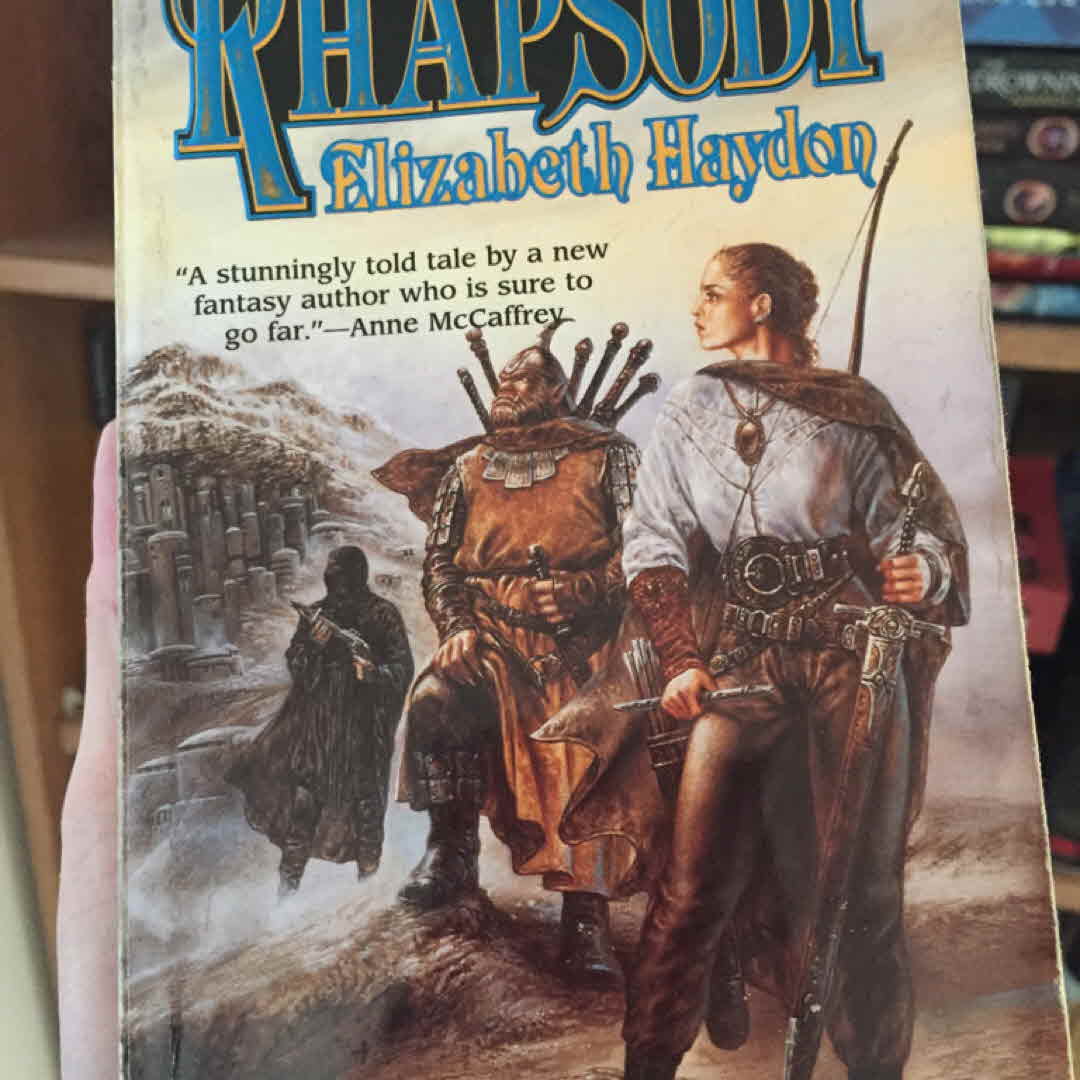 RHAPSODY
Elizabeth Haydon
“A stunningly told tale by a new
fantasy author who is sure to
go far.”—Anne McCaffrey